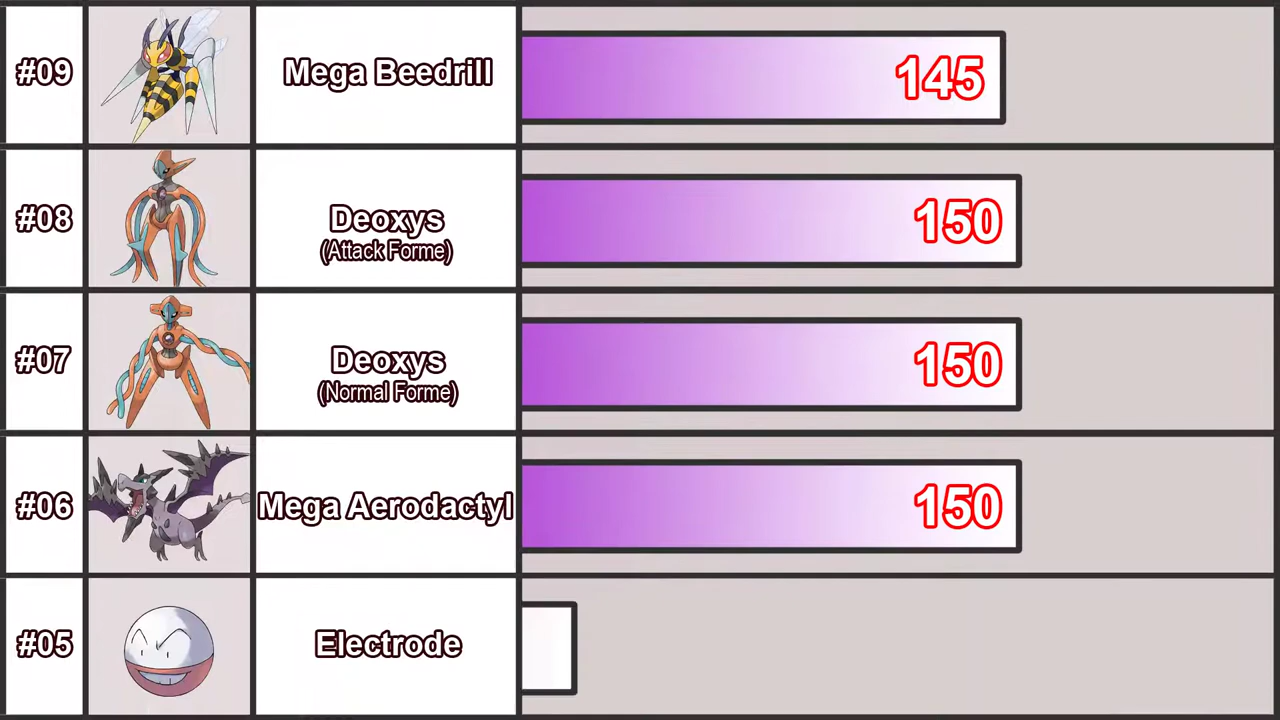 #09
Mega Beedrill
145
#08
Deoxys
(Attack Forme)
150
#07
Deoxys
(Normal Forme)
150
#06
Mega Aerodactyl
150
#05
Electrode